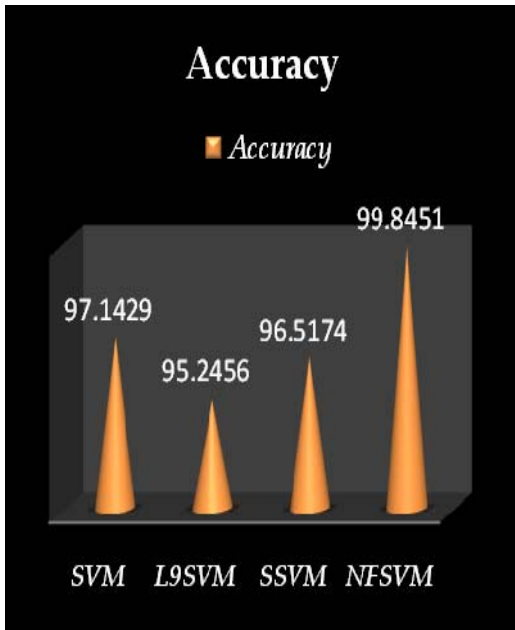 Accuracy
Accuracy
99.8451
97.1429
96.5174
95.2456
SVM L9SVM SSVM NFSVM